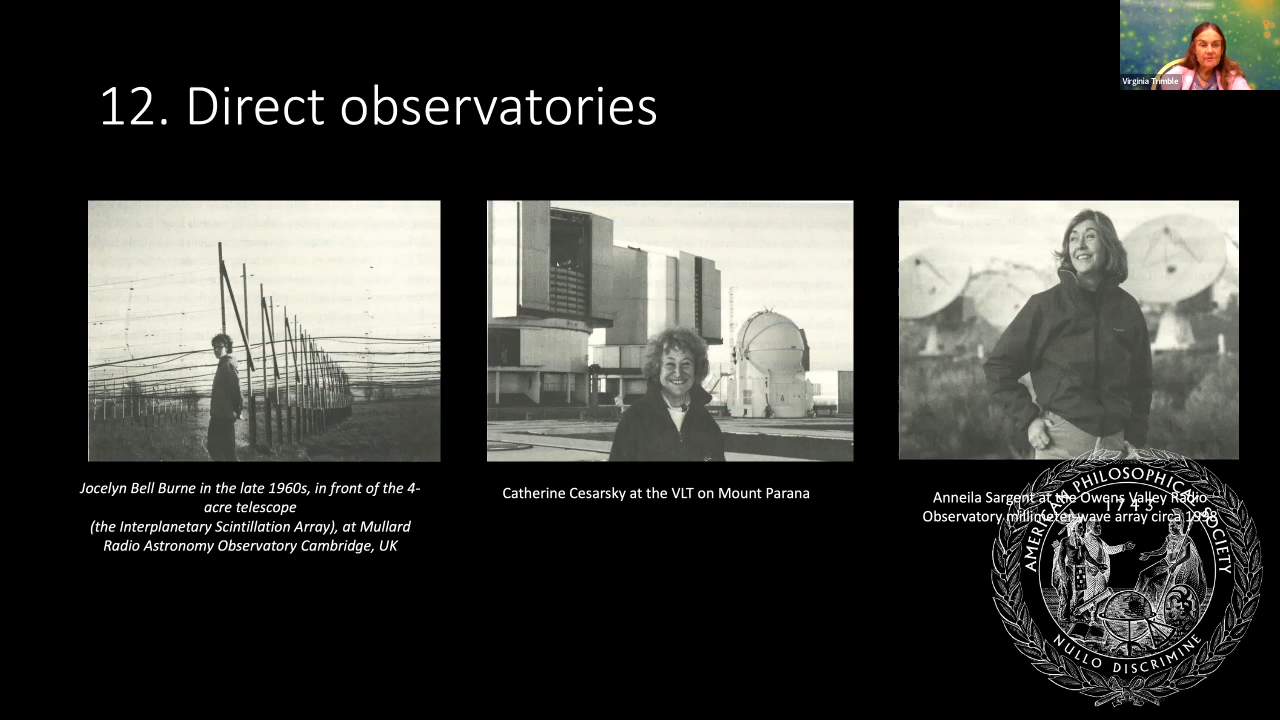 Virginia Trimble
12. Direct observatories
Jocelyn Bell Burne in the late 1960s, in front of the 4-
acre telescope
(the Interplanetary Scintillation Array), at Mullard
Radio Astronomy Observatory Cambridge, UK
Catherine Cesarsky at the VLT on Mount Parana
Anneila Sargent at the Owens Valley Radio
Observatory millimeter-wave array circa 1998
AMERICAN PHILOSOPHICAL SOCIETY
1743
NULLO DISCRIMINE